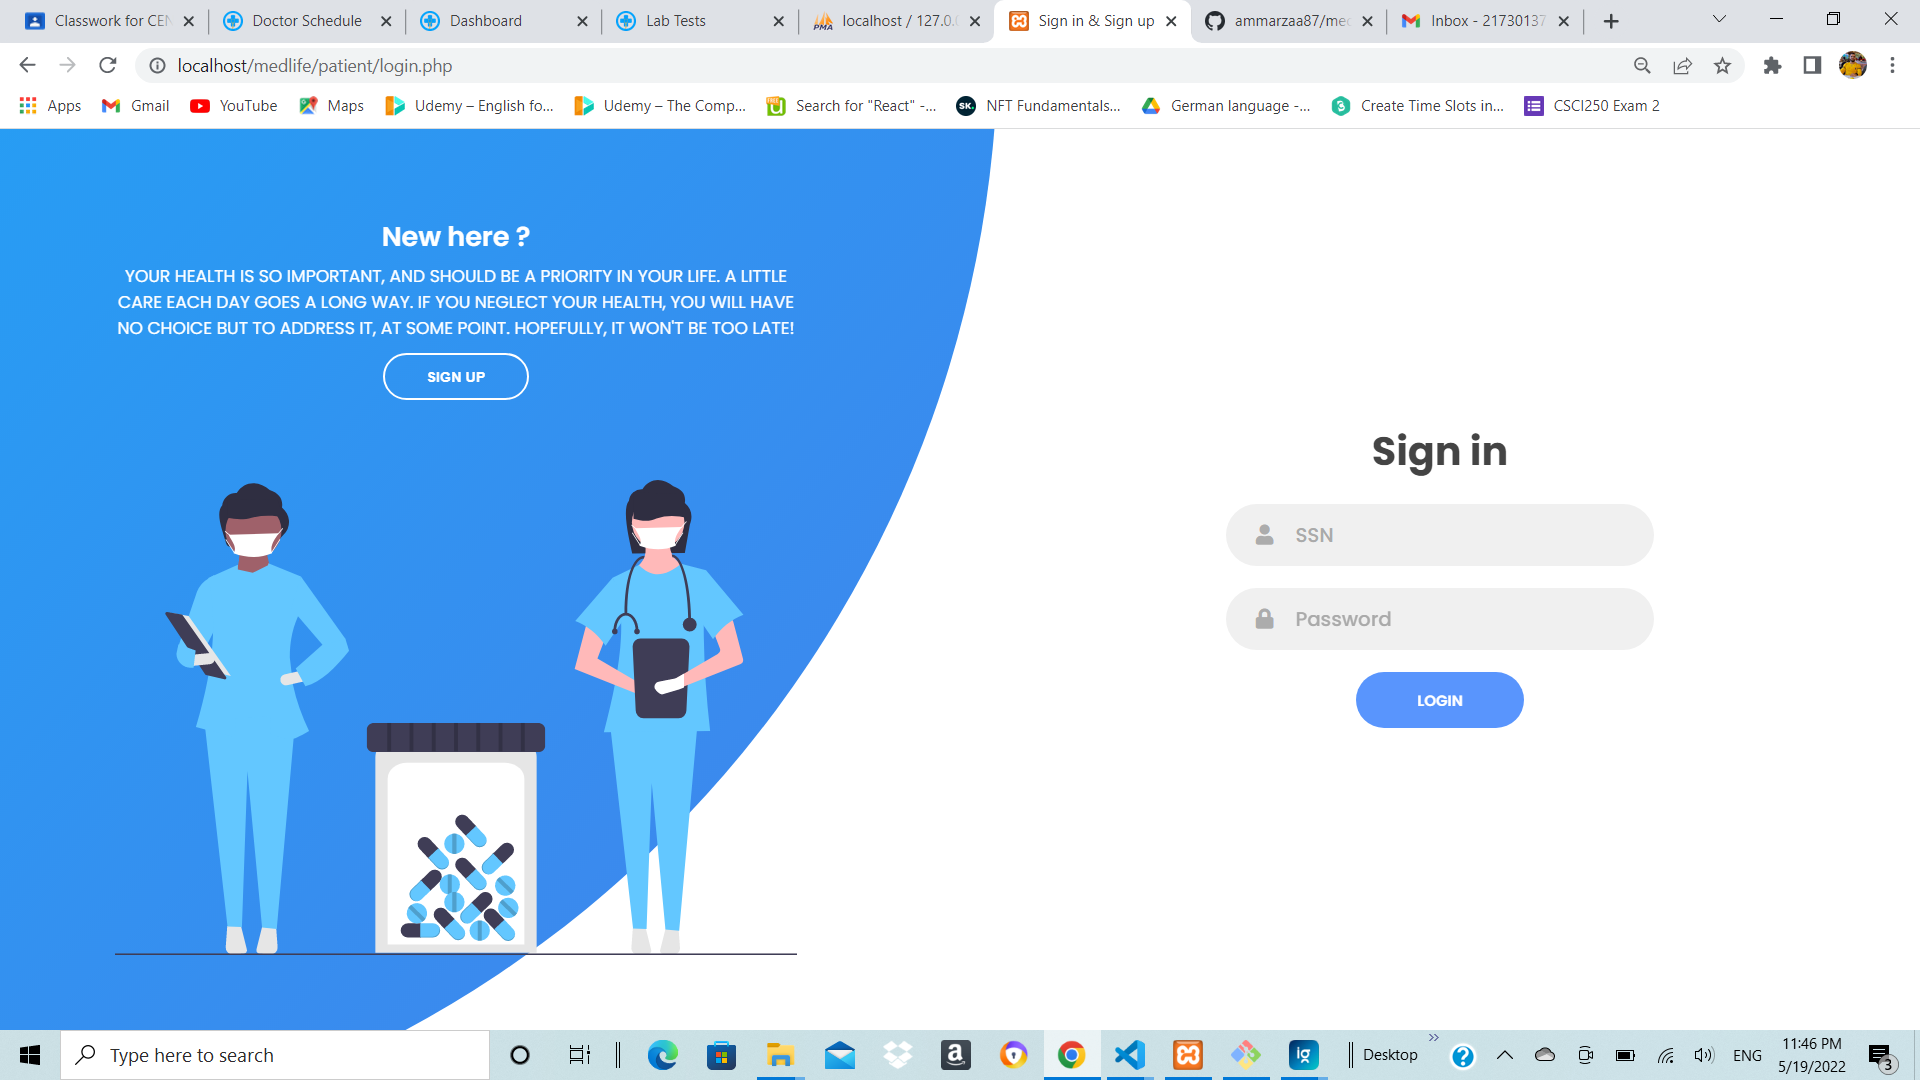 Classwork for CEN
Doctor Schedule
Dashboard
Lab Tests
PMA
localhost / 127.0.0
Sign in & Sign up
ammarzaa87/med
Inbox - 21730137
localhost/medlife/patient/login.php
Apps
Gmail
YouTube
Maps
Udemy – English fo...
Udemy – The Comp...
Search for "React" -...
SK.
NFT Fundamentals...
German language -...
Create Time Slots in...
CSCI250 Exam 2
New here ?
YOUR HEALTH IS SO IMPORTANT, AND SHOULD BE A PRIORITY IN YOUR LIFE. A LITTLE
CARE EACH DAY GOES A LONG WAY. IF YOU NEGLECT YOUR HEALTH, YOU WILL HAVE
NO CHOICE BUT TO ADDRESS IT, AT SOME POINT. HOPEFULLY, IT WON'T BE TOO LATE!
SIGN UP
Sign in
SSN
Password
LOGIN
Type here to search
a
ig
Desktop
ENG
11:46 PM
5/19/2022
3